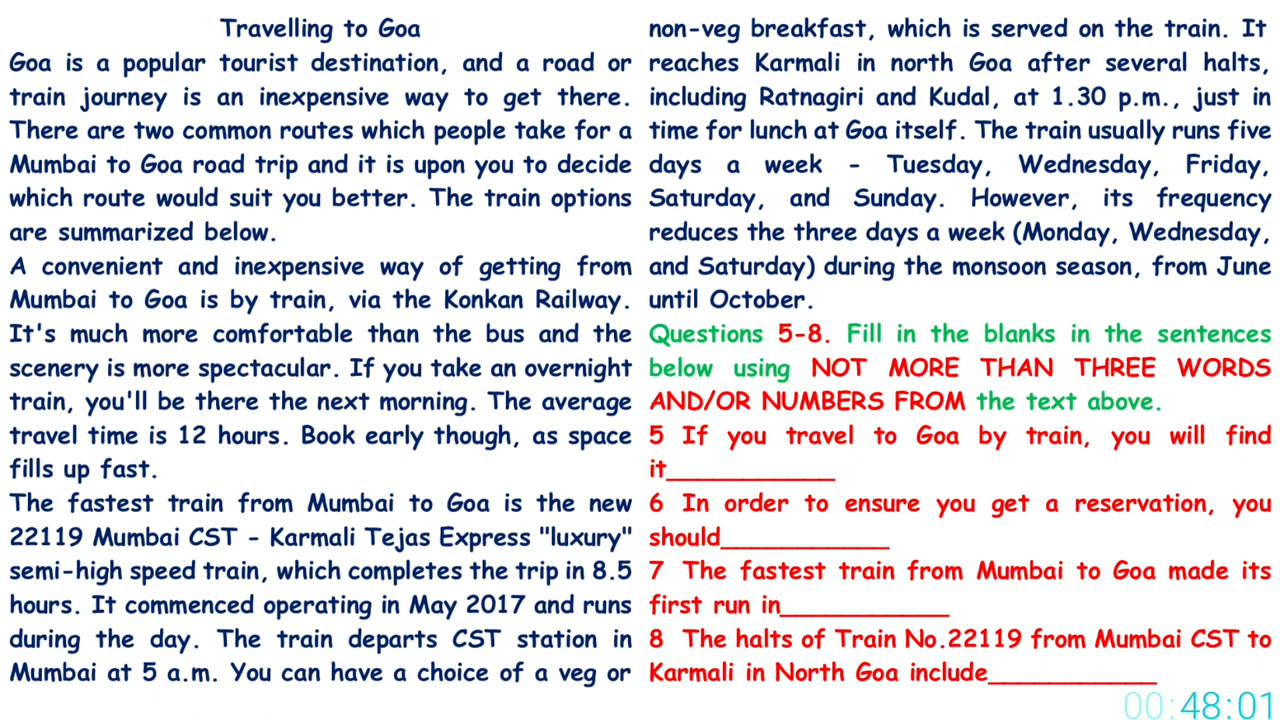 Travelling to Goa
Goa is a popular tourist destination, and a road or
train journey is an inexpensive way to get there.
There are two common routes which people take for a
Mumbai to Goa road trip and it is upon you to decide
which route would suit you better. The train options
are summarized below.
A convenient and inexpensive way of getting from
Mumbai to Goa is by train, via the Konkan Railway.
It's much more comfortable than the bus and the
scenery is more spectacular. If you take an overnight
train, you'll be there the next morning. The average
travel time is 12 hours. Book early though, as space
fills up fast.
The fastest train from Mumbai to Goa is the new
22119 Mumbai CST - Karmali Tejas Express "luxury"
semi-high speed train, which completes the trip in 8.5
hours. It commenced operating in May 2017 and runs
during the day. The train departs CST station in
Mumbai at 5 a.m. You can have a choice of a veg or
non-veg breakfast, which is served on the train. It
reaches Karmali in north Goa after several halts,
including Ratnagiri and Kudal, at 1.30 p.m., just in
time for lunch at Goa itself. The train usually runs five
days a week - Tuesday, Wednesday, Friday,
Saturday, and Sunday. However, its frequency
reduces the three days a week (Monday, Wednesday,
and Saturday) during the monsoon season, from June
until October.
Questions 5-8. Fill in the blanks in the sentences
below using NOT MORE THAN THREE WORDS
AND/OR NUMBERS FROM the text above.
5 If you travel to Goa by train, you will find
it___________
6 In order to ensure you get a reservation, you
should___________
7 The fastest train from Mumbai to Goa made its
first run in___________
8 The halts of Train No.22119 from Mumbai CST to
Karmali in North Goa include___________
00:48:01